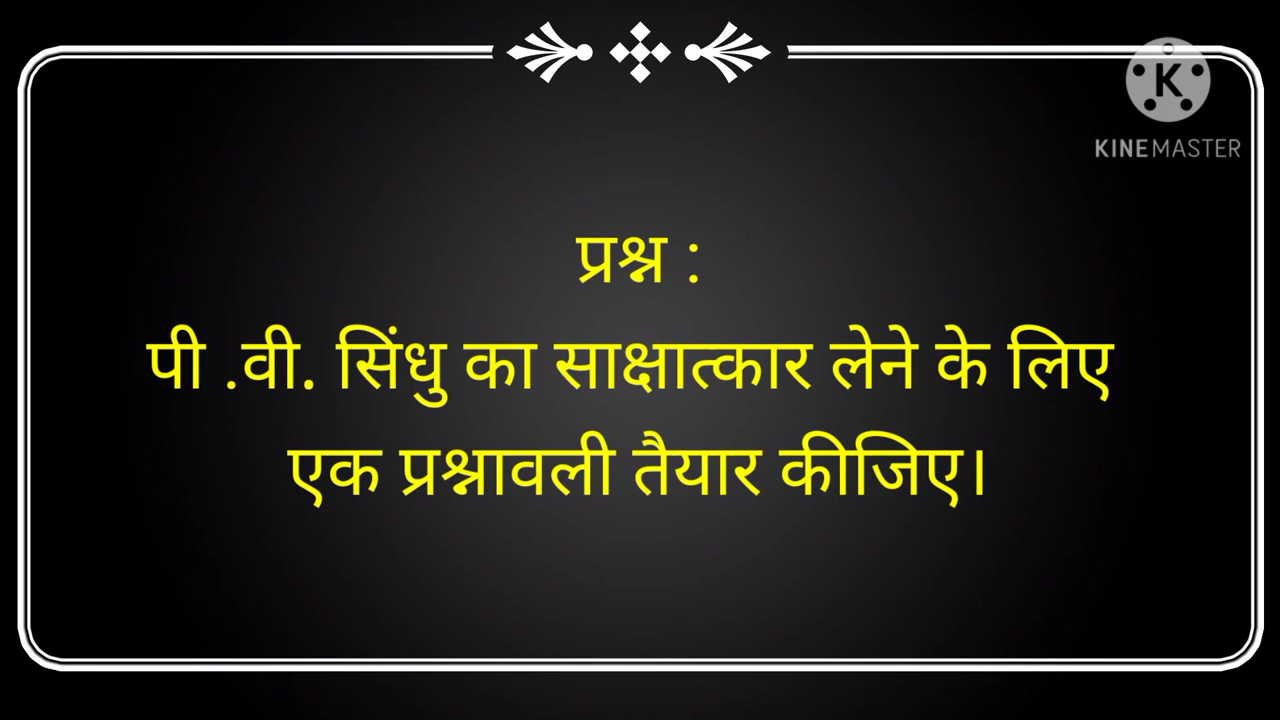 K
KINEMASTER
प्रश्न :
पी .वी. सिंधु का साक्षात्कार लेने के लिए
एक प्रश्नावली तैयार कीजिए।